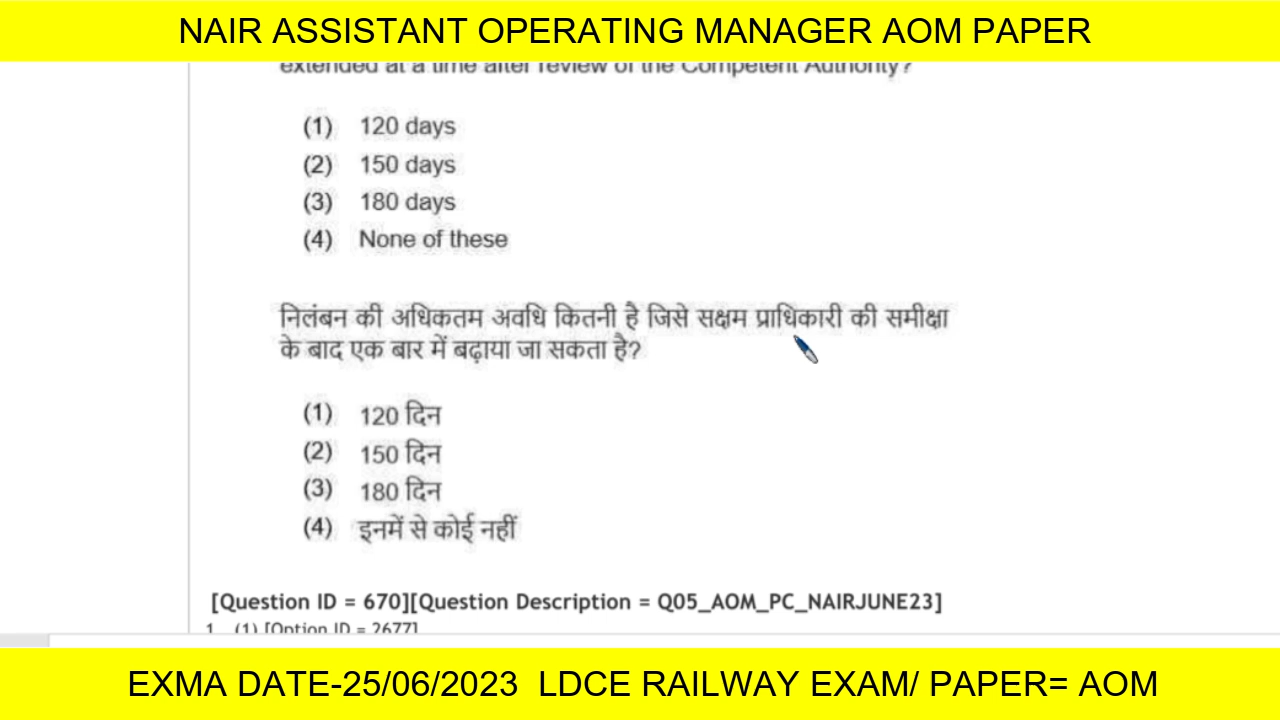 NAIR ASSISTANT OPERATING MANAGER AOM PAPER
extended at a time after review of the Competent Authority?
(1) 120 days
(2) 150 days
(3) 180 days
(4) None of these
निलंबन की अधिकतम अवधि कितनी है जिसे सक्षम प्राधिकारी की समीक्षा
के बाद एक बार में बढ़ाया जा सकता है?
(1) 120 दिन
(2) 150 दिन
(3) 180 दिन
(4) इनमें से कोई नहीं
[Question ID = 670][Question Description = Q05_AOM_PC_NAIRJUNE23]
1. (1) [Option ID = 2677]
EXMA DATE-25/06/2023 LDCE RAILWAY EXAM/ PAPER= AOM